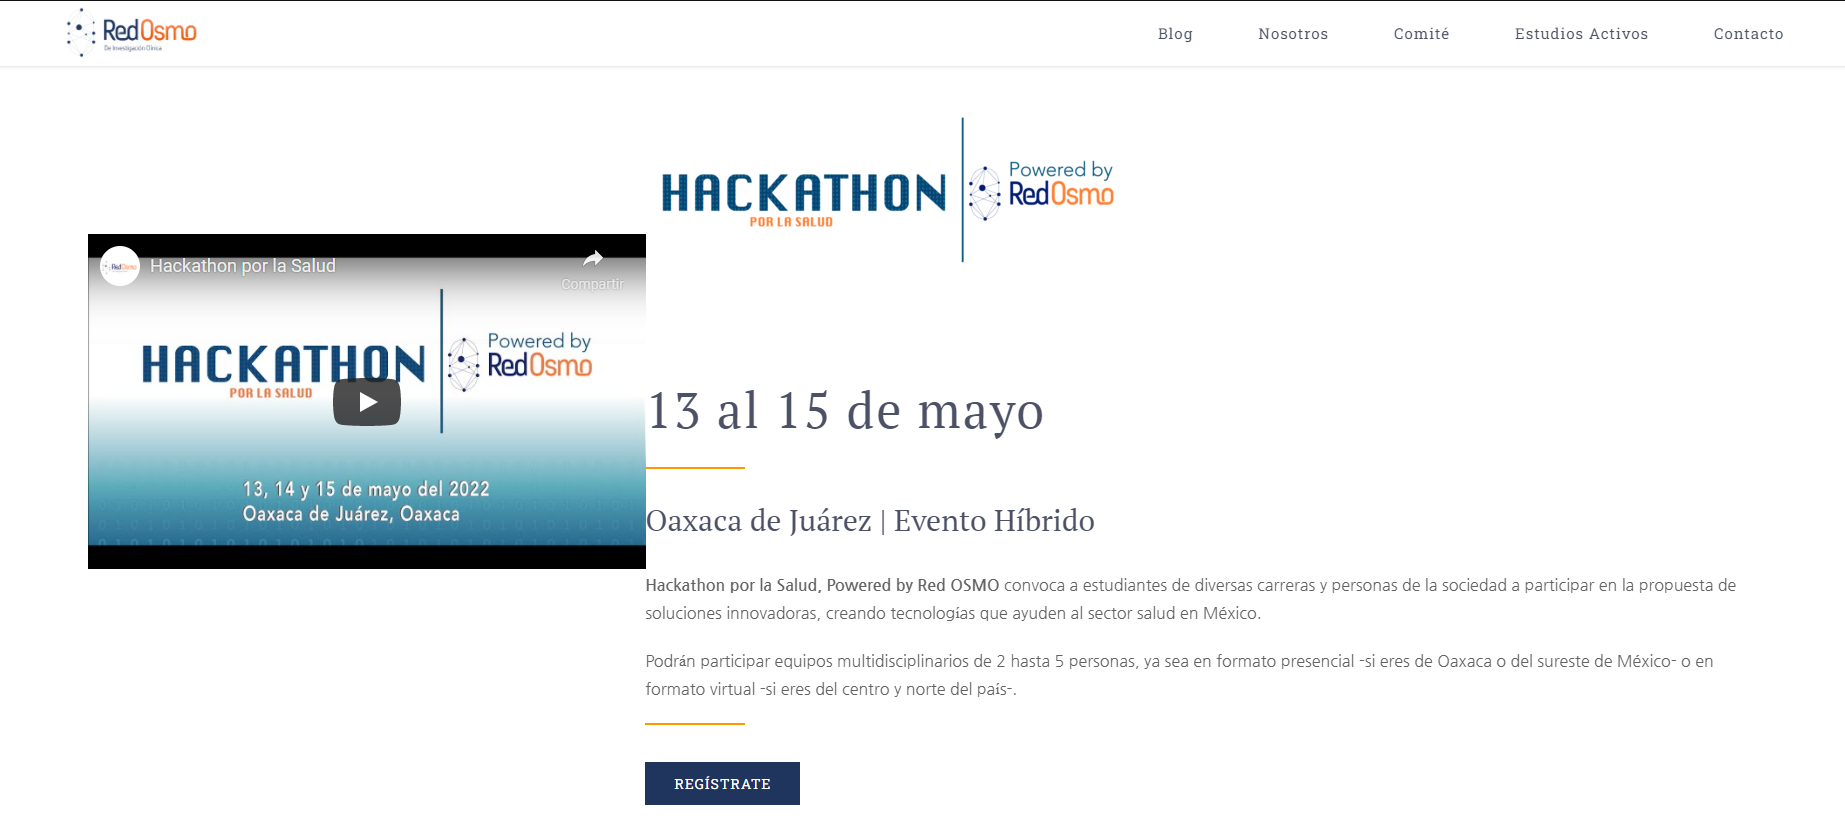 RedOsmo
De Investigación Clínica
Blog
Nosotros
Comité
Estudios Activos
Contacto
HACKATHON
POR LA SALUD
Powered by
RedOsmo
RedOsmo
Hackathon por la Salud
Compartir
HACKATHON
POR LA SALUD
Powered by
RedOsmo
13, 14 y 15 de mayo del 2022
Oaxaca de Juárez, Oaxaca
13 al 15 de mayo
Oaxaca de Juárez | Evento Híbrido
Hackathon por la Salud, Powered by Red OSMO convoca a estudiantes de diversas carreras y personas de la sociedad a participar en la propuesta de
soluciones innovadoras, creando tecnologías que ayuden al sector salud en México.
Podrán participar equipos multidisciplinarios de 2 hasta 5 personas, ya sea en formato presencial -si eres de Oaxaca o del sureste de México- o en
formato virtual -si eres del centro y norte del país-.
REGÍSTRATE